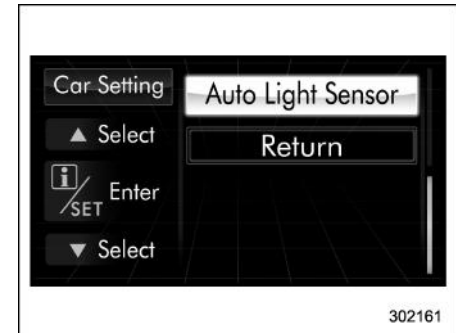 Car Setting
Auto Light Sensor
▲ Select
Return
i/SET Enter
▼ Select
302161